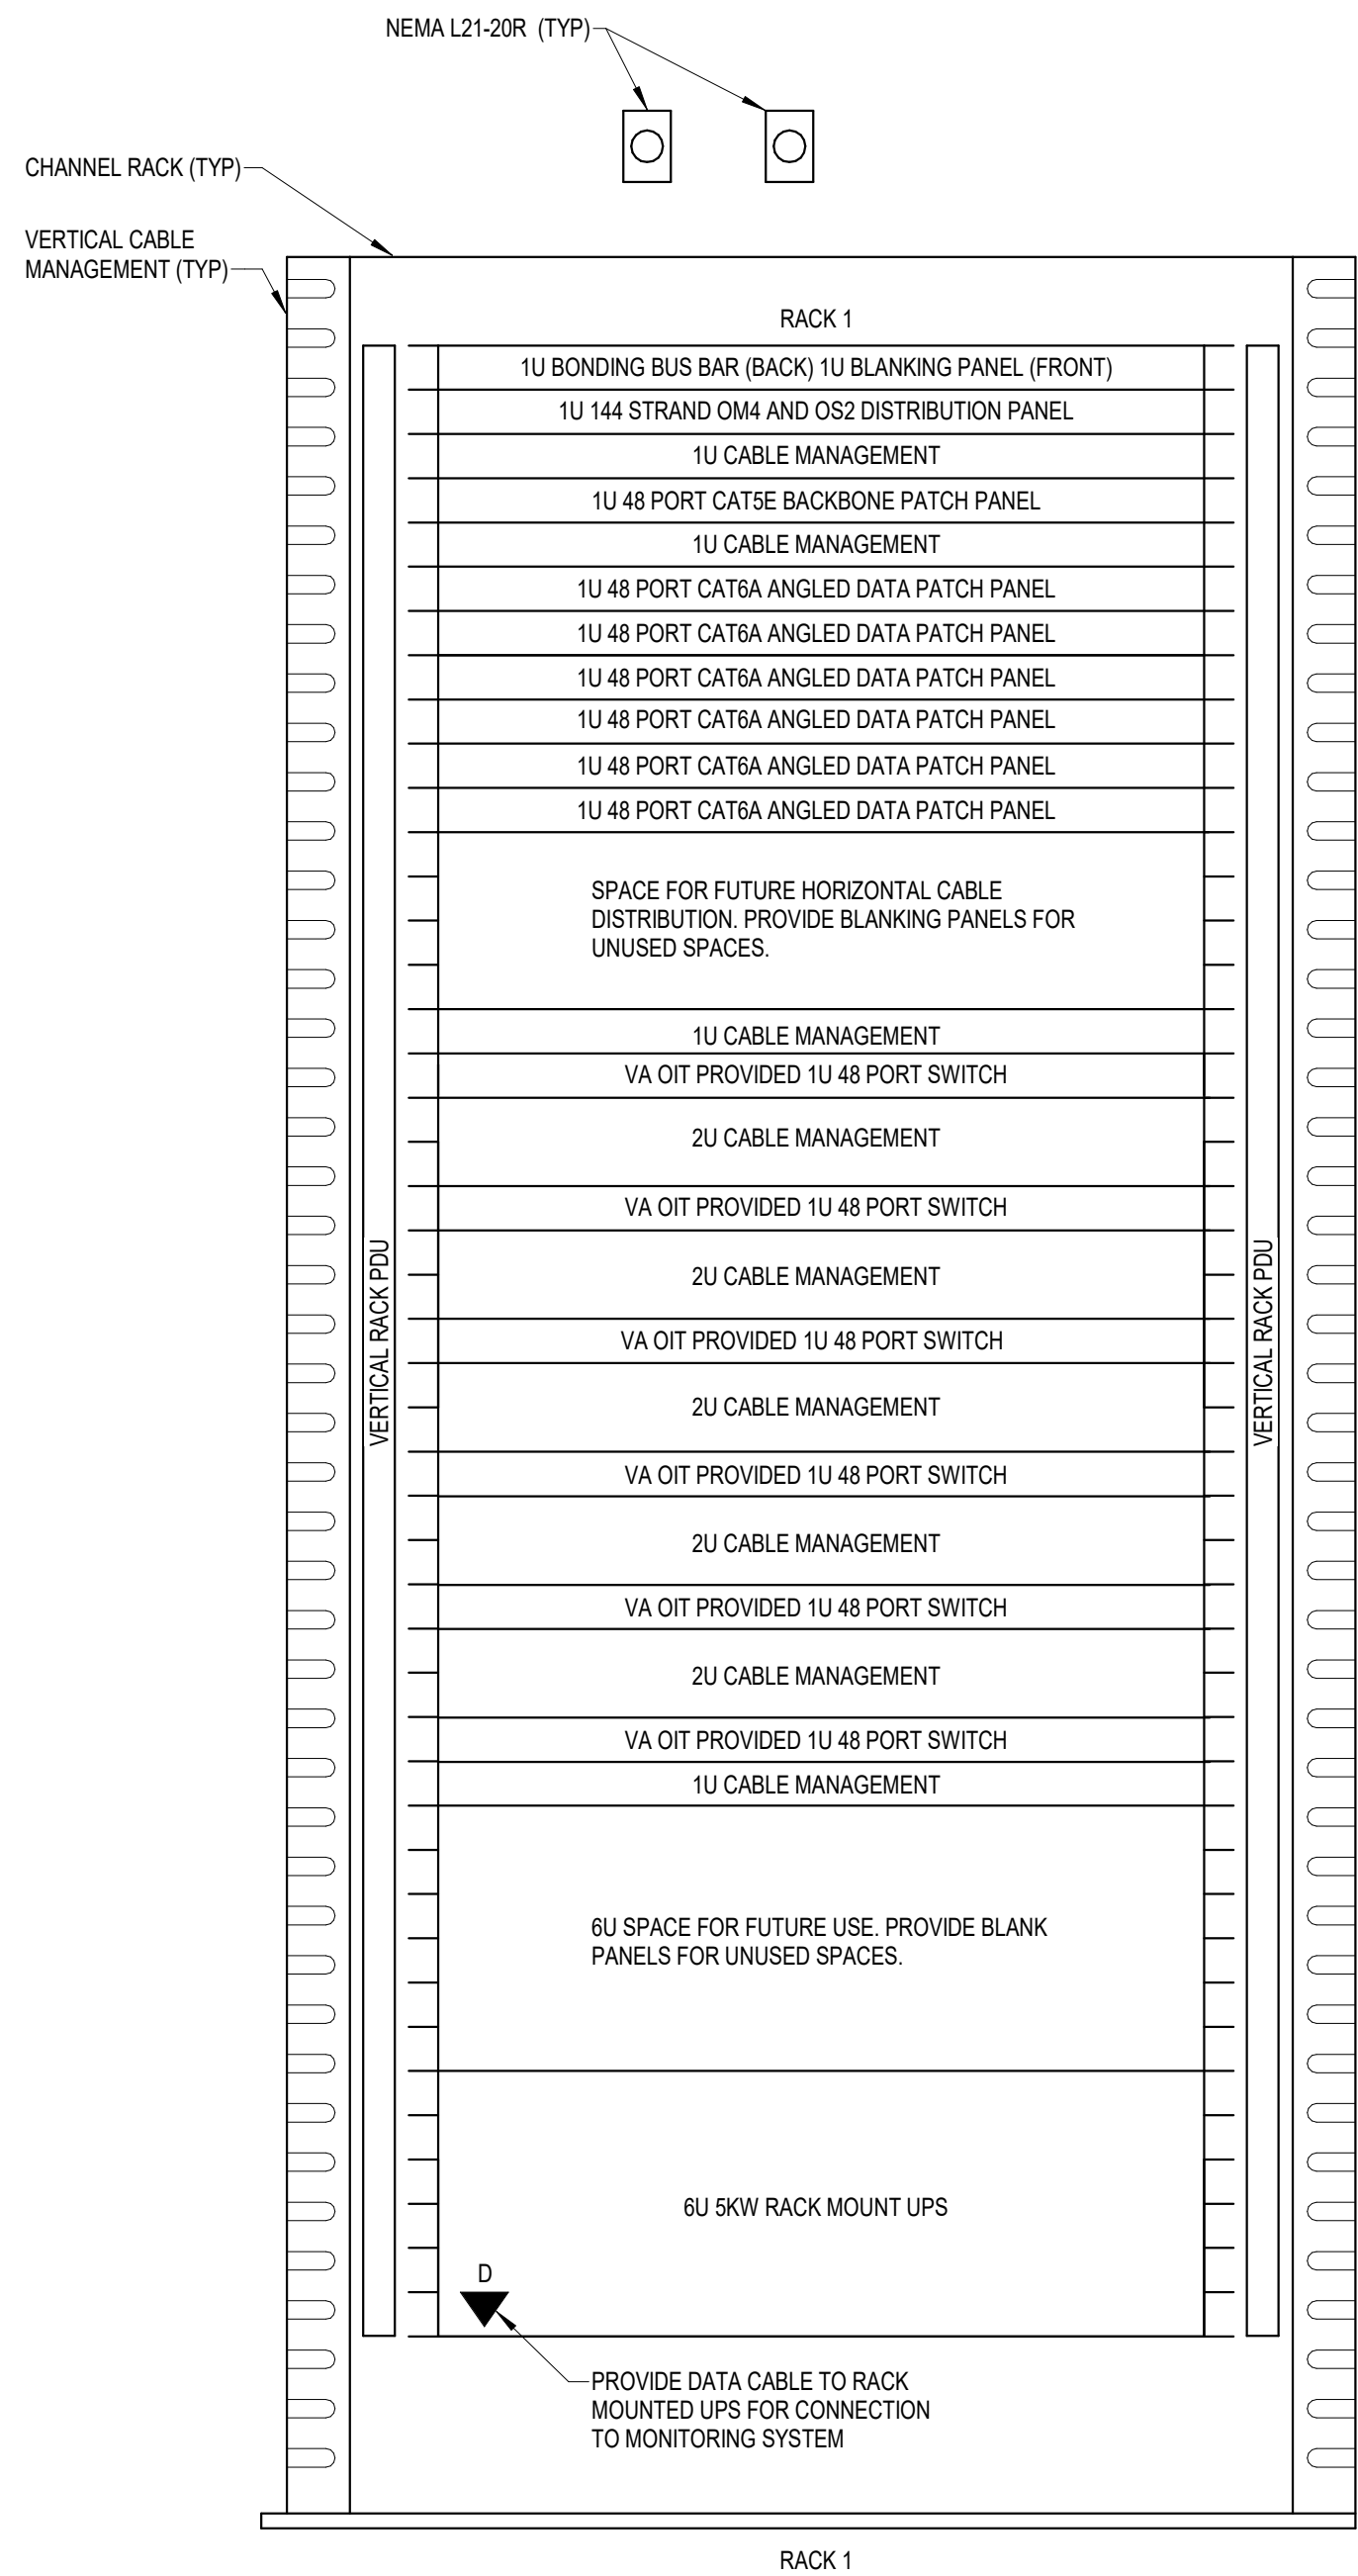 NEMA L21-20R (TYP)
CHANNEL RACK (TYP)
VERTICAL CABLE
MANAGEMENT (TYP)
RACK 1
1U BONDING BUS BAR (BACK) 1U BLANKING PANEL (FRONT)
1U 144 STRAND OM4 AND OS2 DISTRIBUTION PANEL
1U CABLE MANAGEMENT
1U 48 PORT CAT5E BACKBONE PATCH PANEL
1U CABLE MANAGEMENT
1U 48 PORT CAT6A ANGLED DATA PATCH PANEL
1U 48 PORT CAT6A ANGLED DATA PATCH PANEL
1U 48 PORT CAT6A ANGLED DATA PATCH PANEL
1U 48 PORT CAT6A ANGLED DATA PATCH PANEL
1U 48 PORT CAT6A ANGLED DATA PATCH PANEL
1U 48 PORT CAT6A ANGLED DATA PATCH PANEL
SPACE FOR FUTURE HORIZONTAL CABLE
DISTRIBUTION. PROVIDE BLANKING PANELS FOR
UNUSED SPACES.
1U CABLE MANAGEMENT
VA OIT PROVIDED 1U 48 PORT SWITCH
2U CABLE MANAGEMENT
VA OIT PROVIDED 1U 48 PORT SWITCH
2U CABLE MANAGEMENT
VA OIT PROVIDED 1U 48 PORT SWITCH
2U CABLE MANAGEMENT
VA OIT PROVIDED 1U 48 PORT SWITCH
2U CABLE MANAGEMENT
VA OIT PROVIDED 1U 48 PORT SWITCH
2U CABLE MANAGEMENT
VA OIT PROVIDED 1U 48 PORT SWITCH
1U CABLE MANAGEMENT
VERTICAL RACK PDU
VERTICAL RACK PDU
6U SPACE FOR FUTURE USE. PROVIDE BLANK
PANELS FOR UNUSED SPACES.
6U 5KW RACK MOUNT UPS
D
PROVIDE DATA CABLE TO RACK
MOUNTED UPS FOR CONNECTION
TO MONITORING SYSTEM
RACK 1